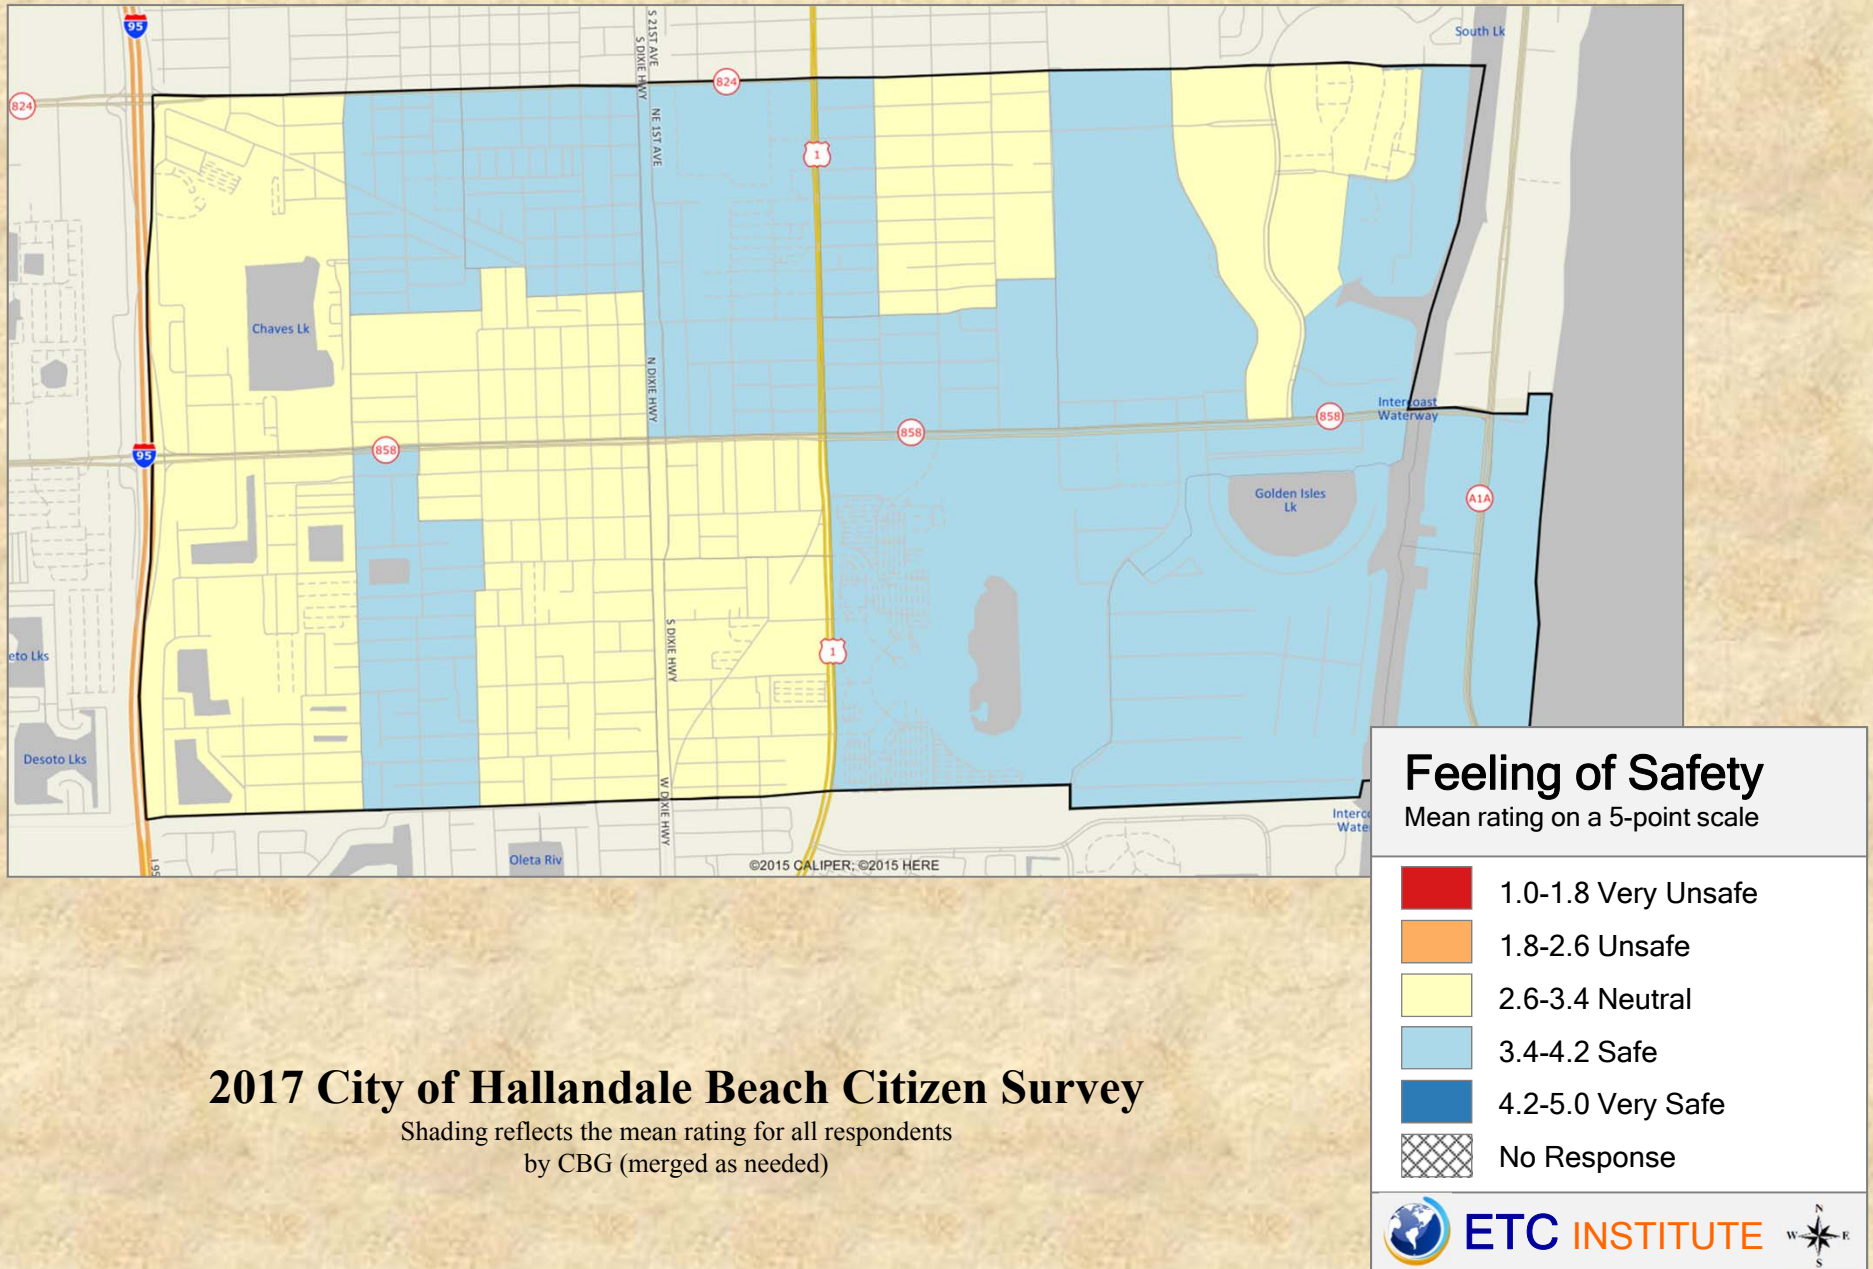 95
S 21ST AVE
S DIXIE HWY
South Lk
824
824
NE 1ST AVE
1
Chaves Lk
N DIXIE HWY
Intercoast
Waterway
858
858
858
95
Golden Isles
Lk
A1A
S DIXIE HWY
1
eto Lks
Desoto Lks
W DIXIE HWY
Interco
Wate
Oleta Riv
I 95
©2015 CALIPER; ©2015 HERE
Feeling of Safety
Mean rating on a 5-point scale
1.0-1.8 Very Unsafe
1.8-2.6 Unsafe
2.6-3.4 Neutral
3.4-4.2 Safe
4.2-5.0 Very Safe
No Response
2017 City of Hallandale Beach Citizen Survey
Shading reflects the mean rating for all respondents
by CBG (merged as needed)
ETC INSTITUTE
N
W E
S